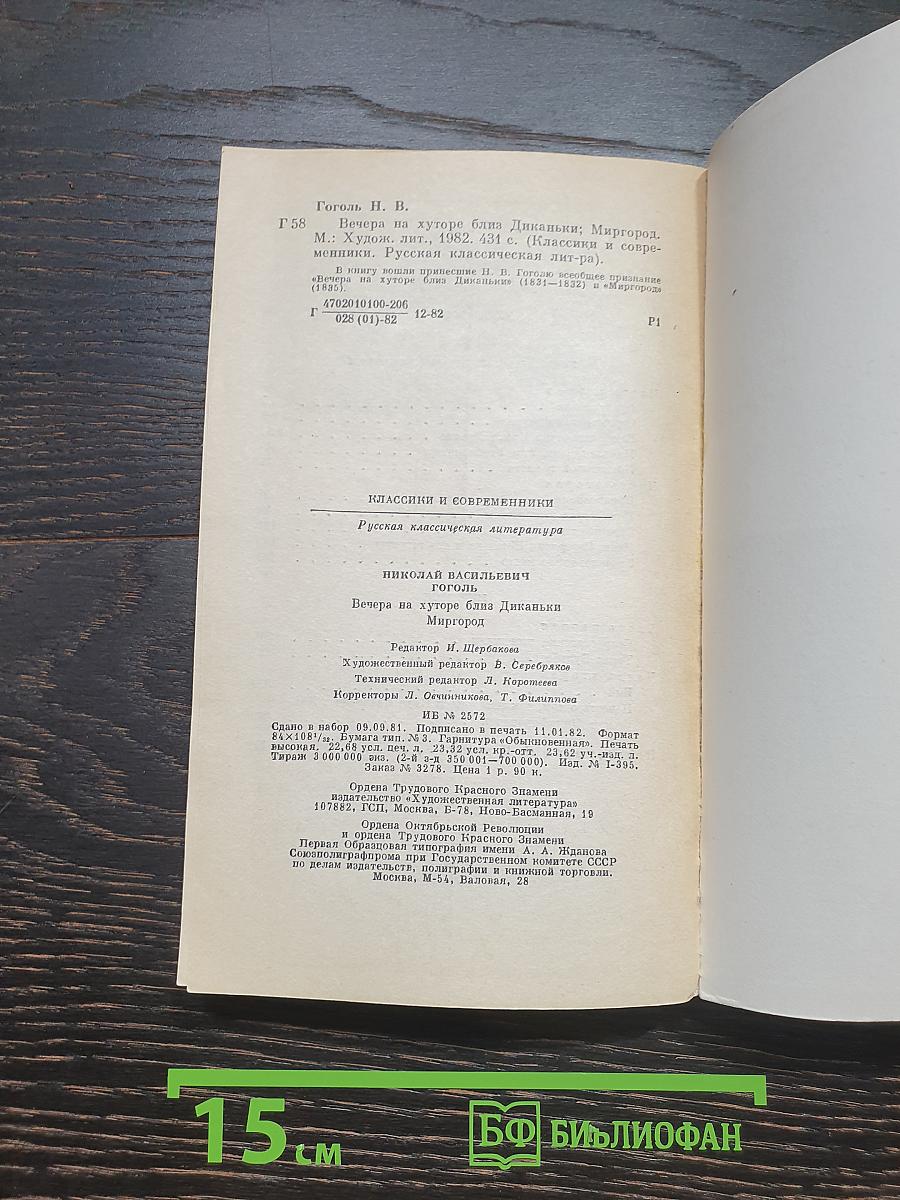 Гоголь Н. В.
Г 58 Вечера на хуторе близ Диканьки; Миргород.
М.: Худож. лит., 1982. 431 с. (Классики и совре-
менники. Русская классическая лит-ра).
В книгу вошли принесшие Н. В. Гоголю всеобщее признание
«Вечера на хуторе близ Диканьки» (1831—1832) и «Миргород»
(1835).
Г 4702010100-206 12-82
028 (01)-82
Р1
КЛАССИКИ И СОВРЕМЕННИКИ
Русская классическая литература
НИКОЛАЙ ВАСИЛЬЕВИЧ
ГОГОЛЬ
Вечера на хуторе близ Диканьки
Миргород
Редактор И. Щербакова
Художественный редактор В. Серебряков
Технический редактор Л. Коротеева
Корректоры Л. Овчинникова, Т. Филиппова
ИБ № 2572
Сдано в набор 09.09.81. Подписано в печать 11.01.82. Формат
84×108¹/₃₂. Бумага тип. № 3. Гарнитура «Обыкновенная». Печать
высокая. 22,68 усл. печ. л. 23,32 усл. кр.-отт. 23,62 уч.-изд. л.
Тираж 3 000 000 экз. (2-й з-д 350 001—700 000). Изд. № I-395.
Заказ № 3278. Цена 1 р. 90 к.
Ордена Трудового Красного Знамени
издательство «Художественная литература»
107882, ГСП, Москва, Б-78, Ново-Басманная, 19
Ордена Октябрьской Революции
и ордена Трудового Красного Знамени
Первая Образцовая типография имени А. А. Жданова
Союзполиграфпрома при Государственном комитете СССР
по делам издательств, полиграфии и книжной торговли.
Москва, М-54, Валовая, 28
15 см
БФ БИБЛИОФАН